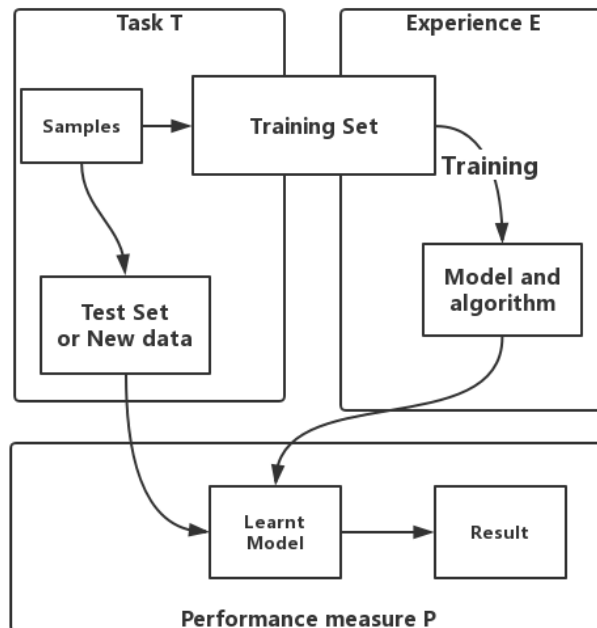 Task T
Experience E
Samples
Training Set
Training
Model and
algorithm
Test Set
or New data
Learnt
Model
Result
Performance measure P